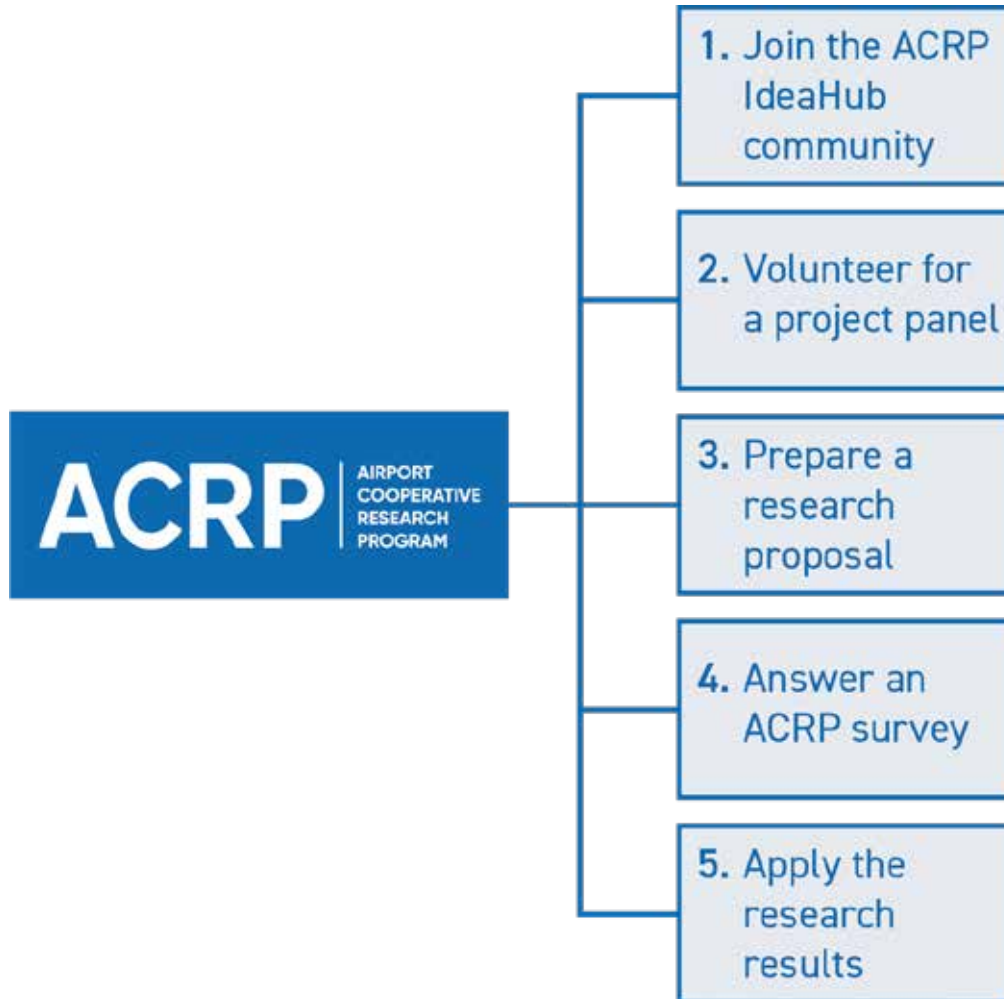 1. Join the ACRP
IdeaHub
community
2. Volunteer for
a project panel
ACRP
AIRPORT
COOPERATIVE
RESEARCH
PROGRAM
3. Prepare a
research
proposal
4. Answer an
ACRP survey
5. Apply the
research
results